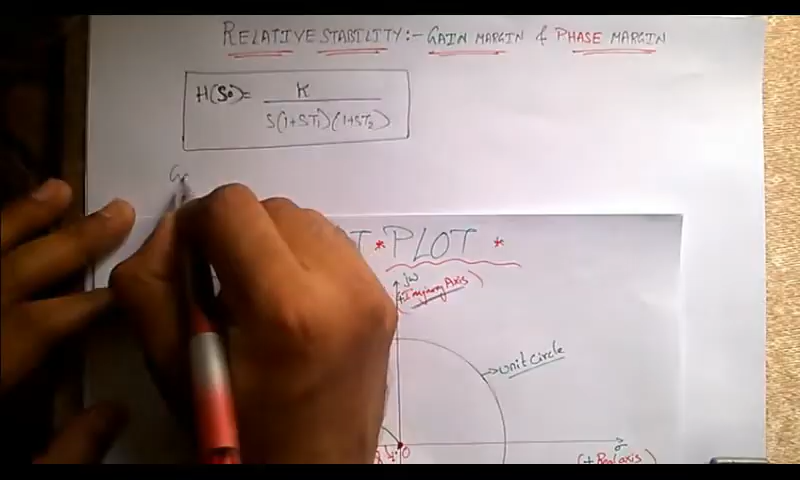 RELATIVE STABILITY:- GAIN MARGIN & PHASE MARGIN
H(S) = K
S(1+ST1)(1+ST2)
* PLOT *
jω
Imaginary Axis
unit circle
O
σ
(+ Real axis)